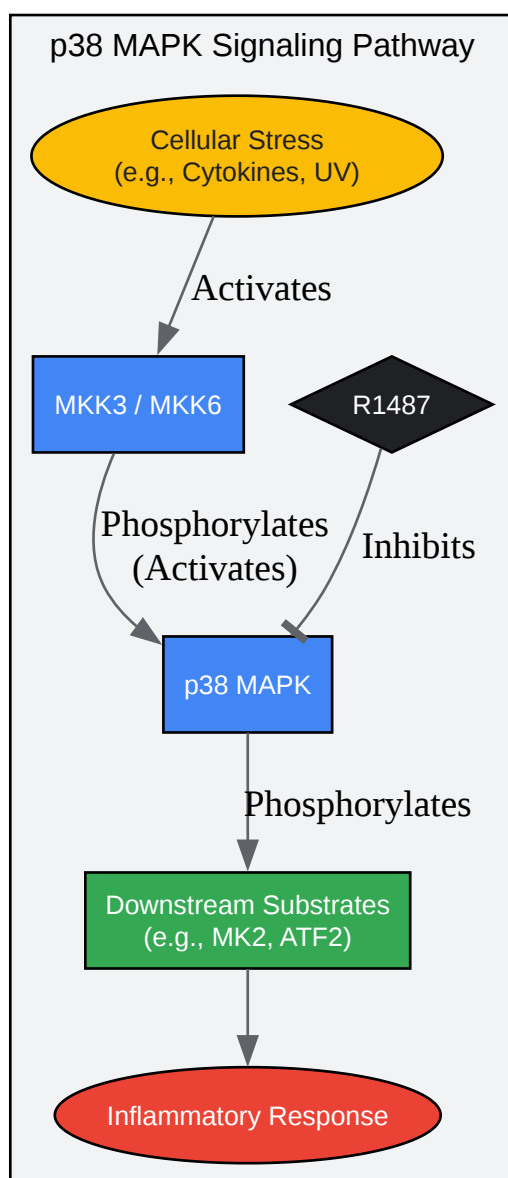 p38 MAPK Signaling Pathway
Cellular Stress
(e.g., Cytokines, UV)
Activates
MKK3 / MKK6
R1487
Phosphorylates
(Activates)
Inhibits
p38 MAPK
Phosphorylates
Downstream Substrates
(e.g., MK2, ATF2)
Inflammatory Response